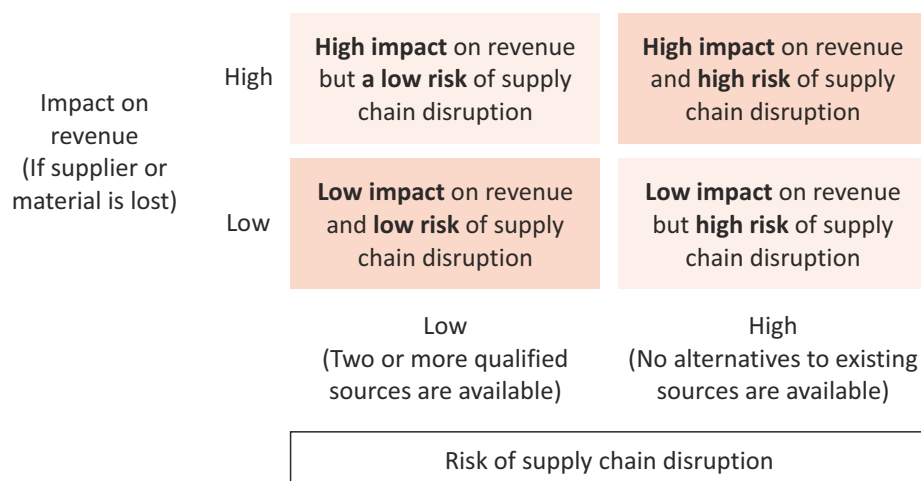 High impact on revenue
but a low risk of supply
chain disruption
High impact on revenue
and high risk of supply
chain disruption
High
Impact on
revenue
(If supplier or
material is lost)
Low impact on revenue
and low risk of supply
chain disruption
Low impact on revenue
but high risk of supply
chain disruption
Low
Low
(Two or more qualified
sources are available)
High
(No alternatives to existing
sources are available)
Risk of supply chain disruption